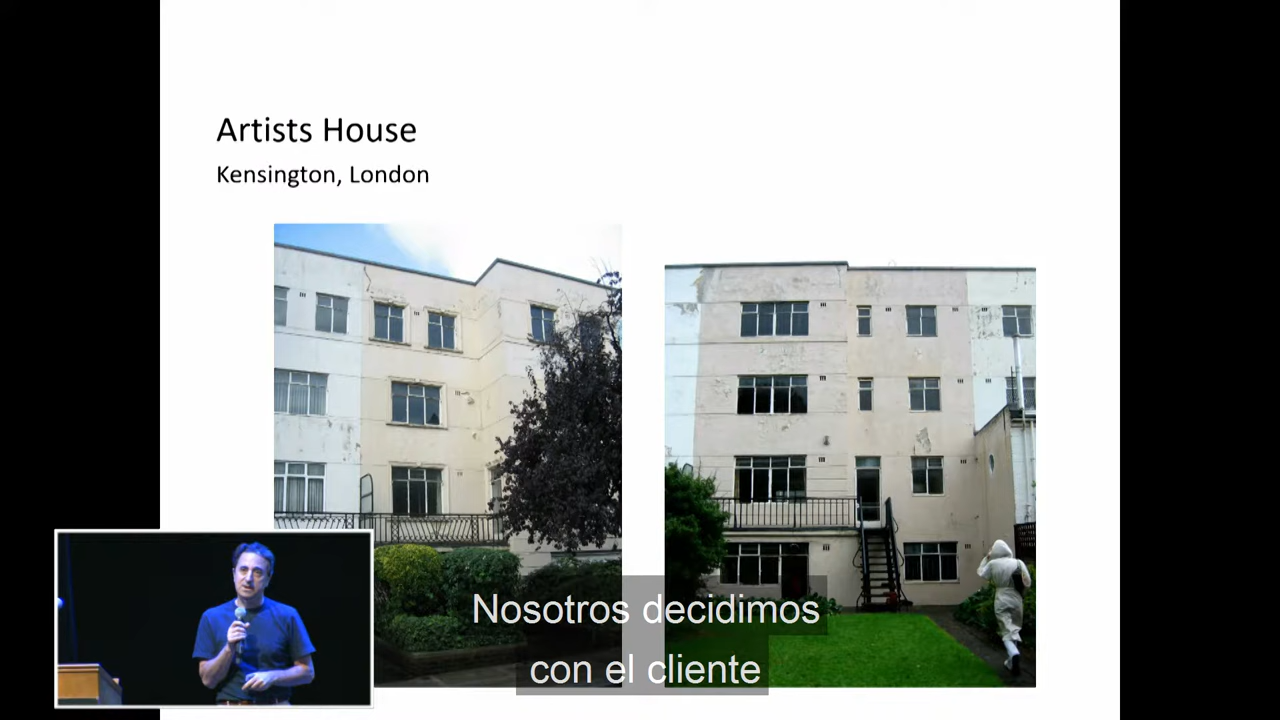 Artists House
Kensington, London
Nosotros decidimos
con el cliente